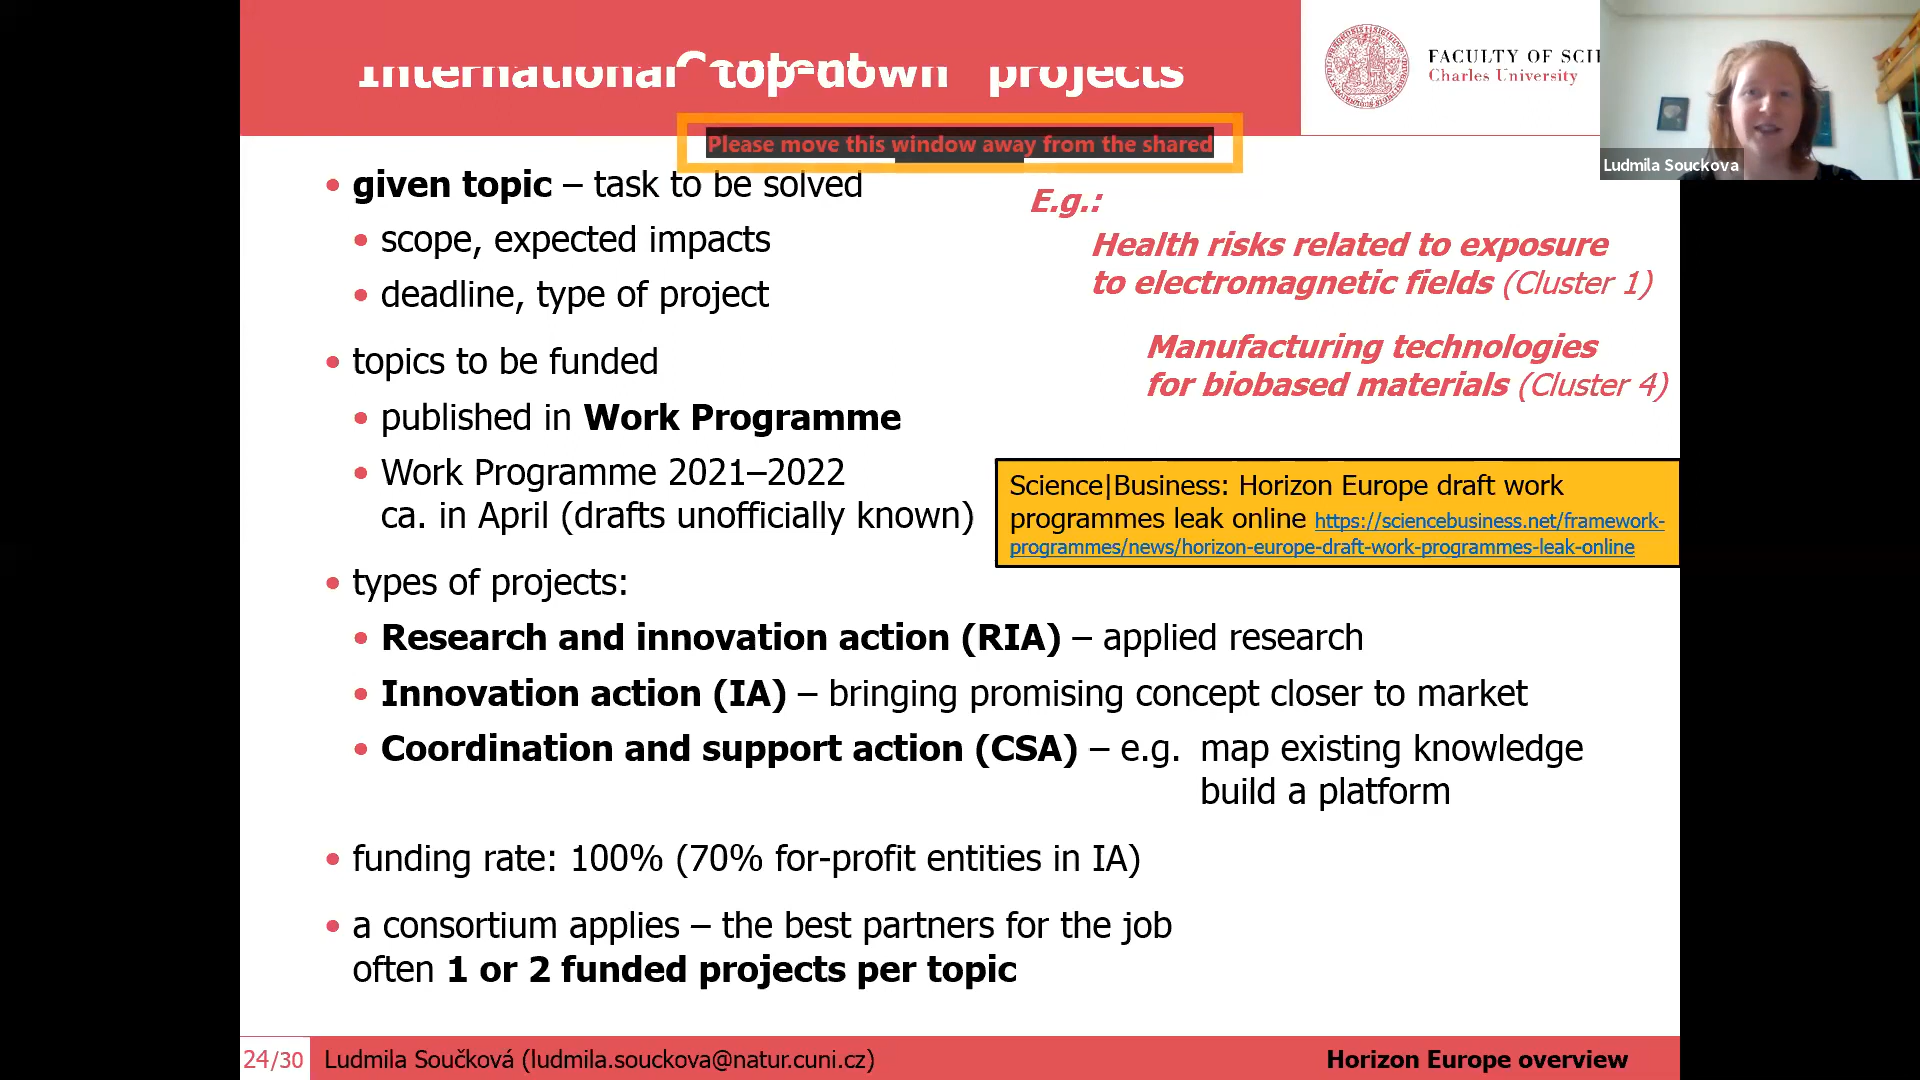 International "top-down" projects
Content
FACULTY OF SCI
Charles University
Ludmila Souckova
Please move this window away from the shared
• given topic – task to be solved
• scope, expected impacts
• deadline, type of project
E.g.:
Health risks related to exposure
to electromagnetic fields (Cluster 1)
Manufacturing technologies
for biobased materials (Cluster 4)
• topics to be funded
• published in Work Programme
• Work Programme 2021–2022
ca. in April (drafts unofficially known)
Science|Business: Horizon Europe draft work
programmes leak online https://sciencebusiness.net/framework-
programmes/news/horizon-europe-draft-work-programmes-leak-online
• types of projects:
• Research and innovation action (RIA) – applied research
• Innovation action (IA) – bringing promising concept closer to market
• Coordination and support action (CSA) – e.g. map existing knowledge
build a platform
• funding rate: 100% (70% for-profit entities in IA)
• a consortium applies – the best partners for the job
often 1 or 2 funded projects per topic
24/30 Ludmila Součková (ludmila.souckova@natur.cuni.cz) Horizon Europe overview